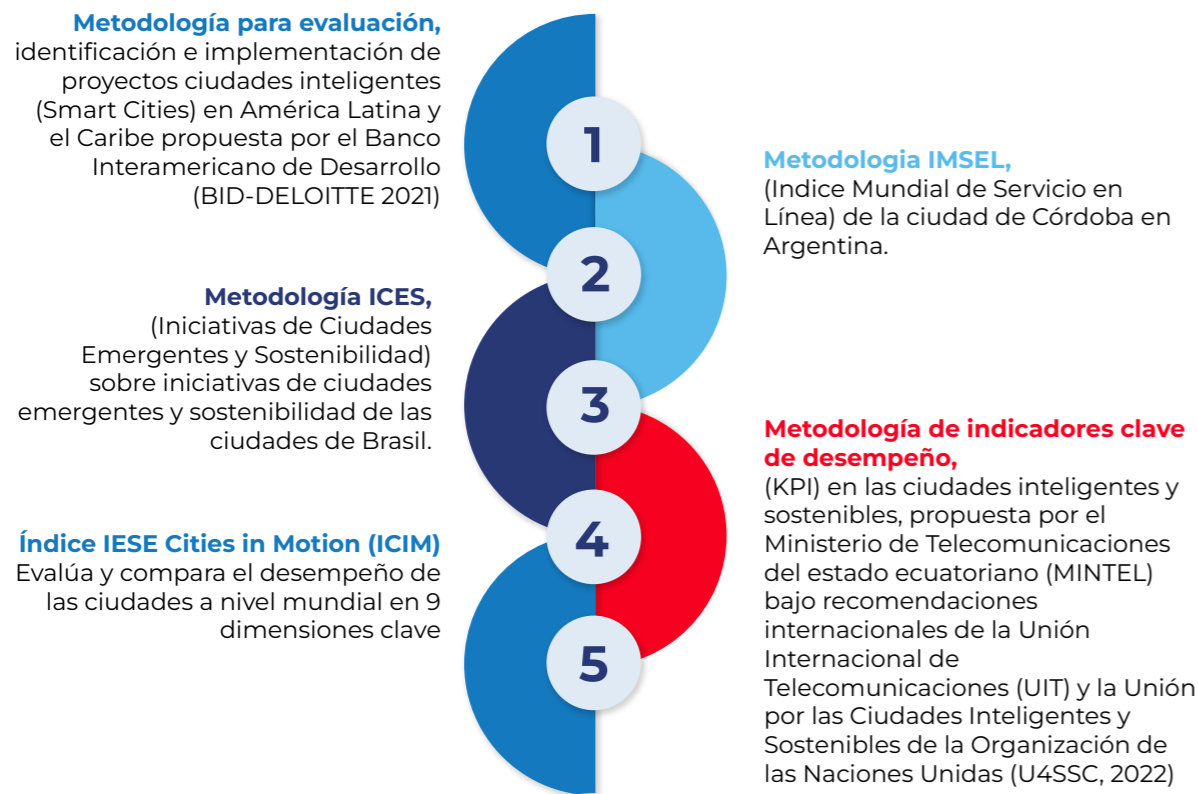 Metodología para evaluación,
identificación e implementación de
proyectos ciudades inteligentes
(Smart Cities) en América Latina y
el Caribe propuesta por el Banco
Interamericano de Desarrollo
(BID-DELOITTE 2021)
1
Metodologia IMSEL,
(Indice Mundial de Servicio en
Línea) de la ciudad de Córdoba en
Argentina.
2
Metodología ICES,
(Iniciativas de Ciudades
Emergentes y Sostenibilidad)
sobre iniciativas de ciudades
emergentes y sostenibilidad de las
ciudades de Brasil.
3
Metodología de indicadores clave
de desempeño,
(KPI) en las ciudades inteligentes y
sostenibles, propuesta por el
Ministerio de Telecomunicaciones
del estado ecuatoriano (MINTEL)
bajo recomendaciones
internacionales de la Unión
Internacional de
Telecomunicaciones (UIT) y la Unión
por las Ciudades Inteligentes y
Sostenibles de la Organización de
las Naciones Unidas (U4SSC, 2022)
4
Índice IESE Cities in Motion (ICIM)
Evalúa y compara el desempeño de
las ciudades a nivel mundial en 9
dimensiones clave
5